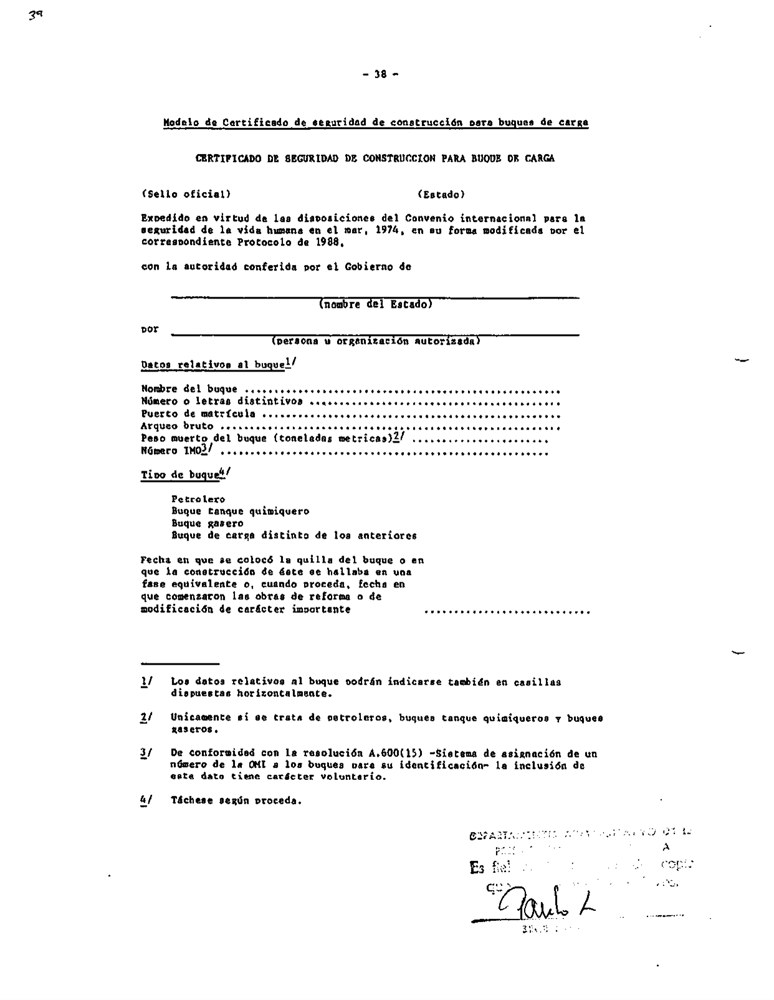 39
- 38 -
Modelo de Certificado de seguridad de construcción para buques de carga
CERTIFICADO DE SEGURIDAD DE CONSTRUCCION PARA BUQUE DE CARGA
(Sello oficial) (Estado)
Expedido en virtud de las disposiciones del Convenio internacional para la
seguridad de la vida humana en el mar, 1974, en su forma modificada por el
correspondiente Protocolo de 1988,
con la autoridad conferida por el Gobierno de
(nombre del Estado)
por
(persona u organización autorizada)
Datos relativos al buque1/
Nombre del buque .....................................................
Número o letras distintivos ..........................................
Puerto de matrícula ..................................................
Arqueo bruto .........................................................
Peso muerto del buque (toneladas metricas)2/ .......................
Número IMO3/ .......................................................
Tipo de buque4/
Petrolero
Buque tanque quimiquero
Buque gasero
Buque de carga distinto de los anteriores
Fecha en que se colocó la quilla del buque o en
que la construcción de éste se hallaba en una
fase equivalente o, cuando proceda, fecha en
que comenzaron las obras de reforma o de
modificación de carácter importante ............................
1/ Los datos relativos al buque podrán indicarse también en casillas
dispuestas horizontalmente.
2/ Unicamente si se trata de petroleros, buques tanque quimiqueros y buques
gaseros.
3/ De conformidad con la resolución A.600(15) -Sistema de asignación de un
número de la OMI a los buques para su identificación- la inclusión de
este dato tiene carácter voluntario.
4/ Táchese según proceda.
Es fiel copia